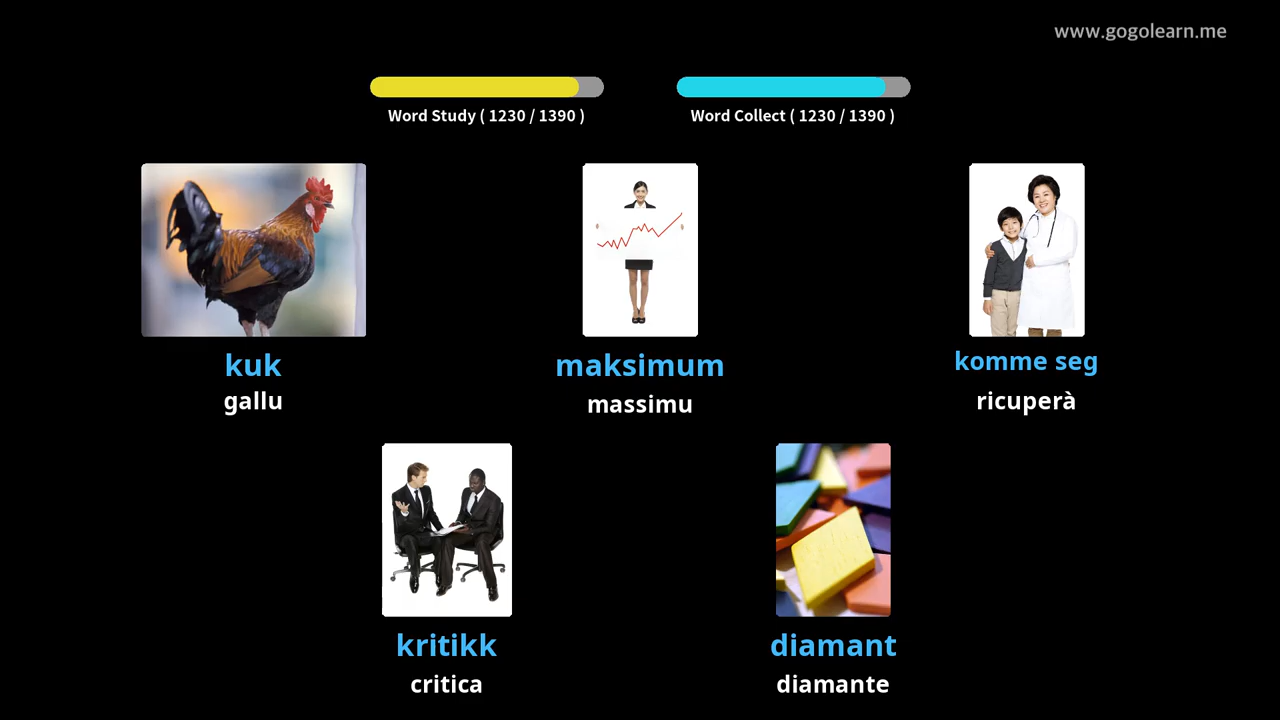 www.gogolearn.me
Word Study ( 1230 / 1390 )
Word Collect ( 1230 / 1390 )
kuk
gallu
maksimum
massimu
komme seg
ricuperà
kritikk
critica
diamant
diamante